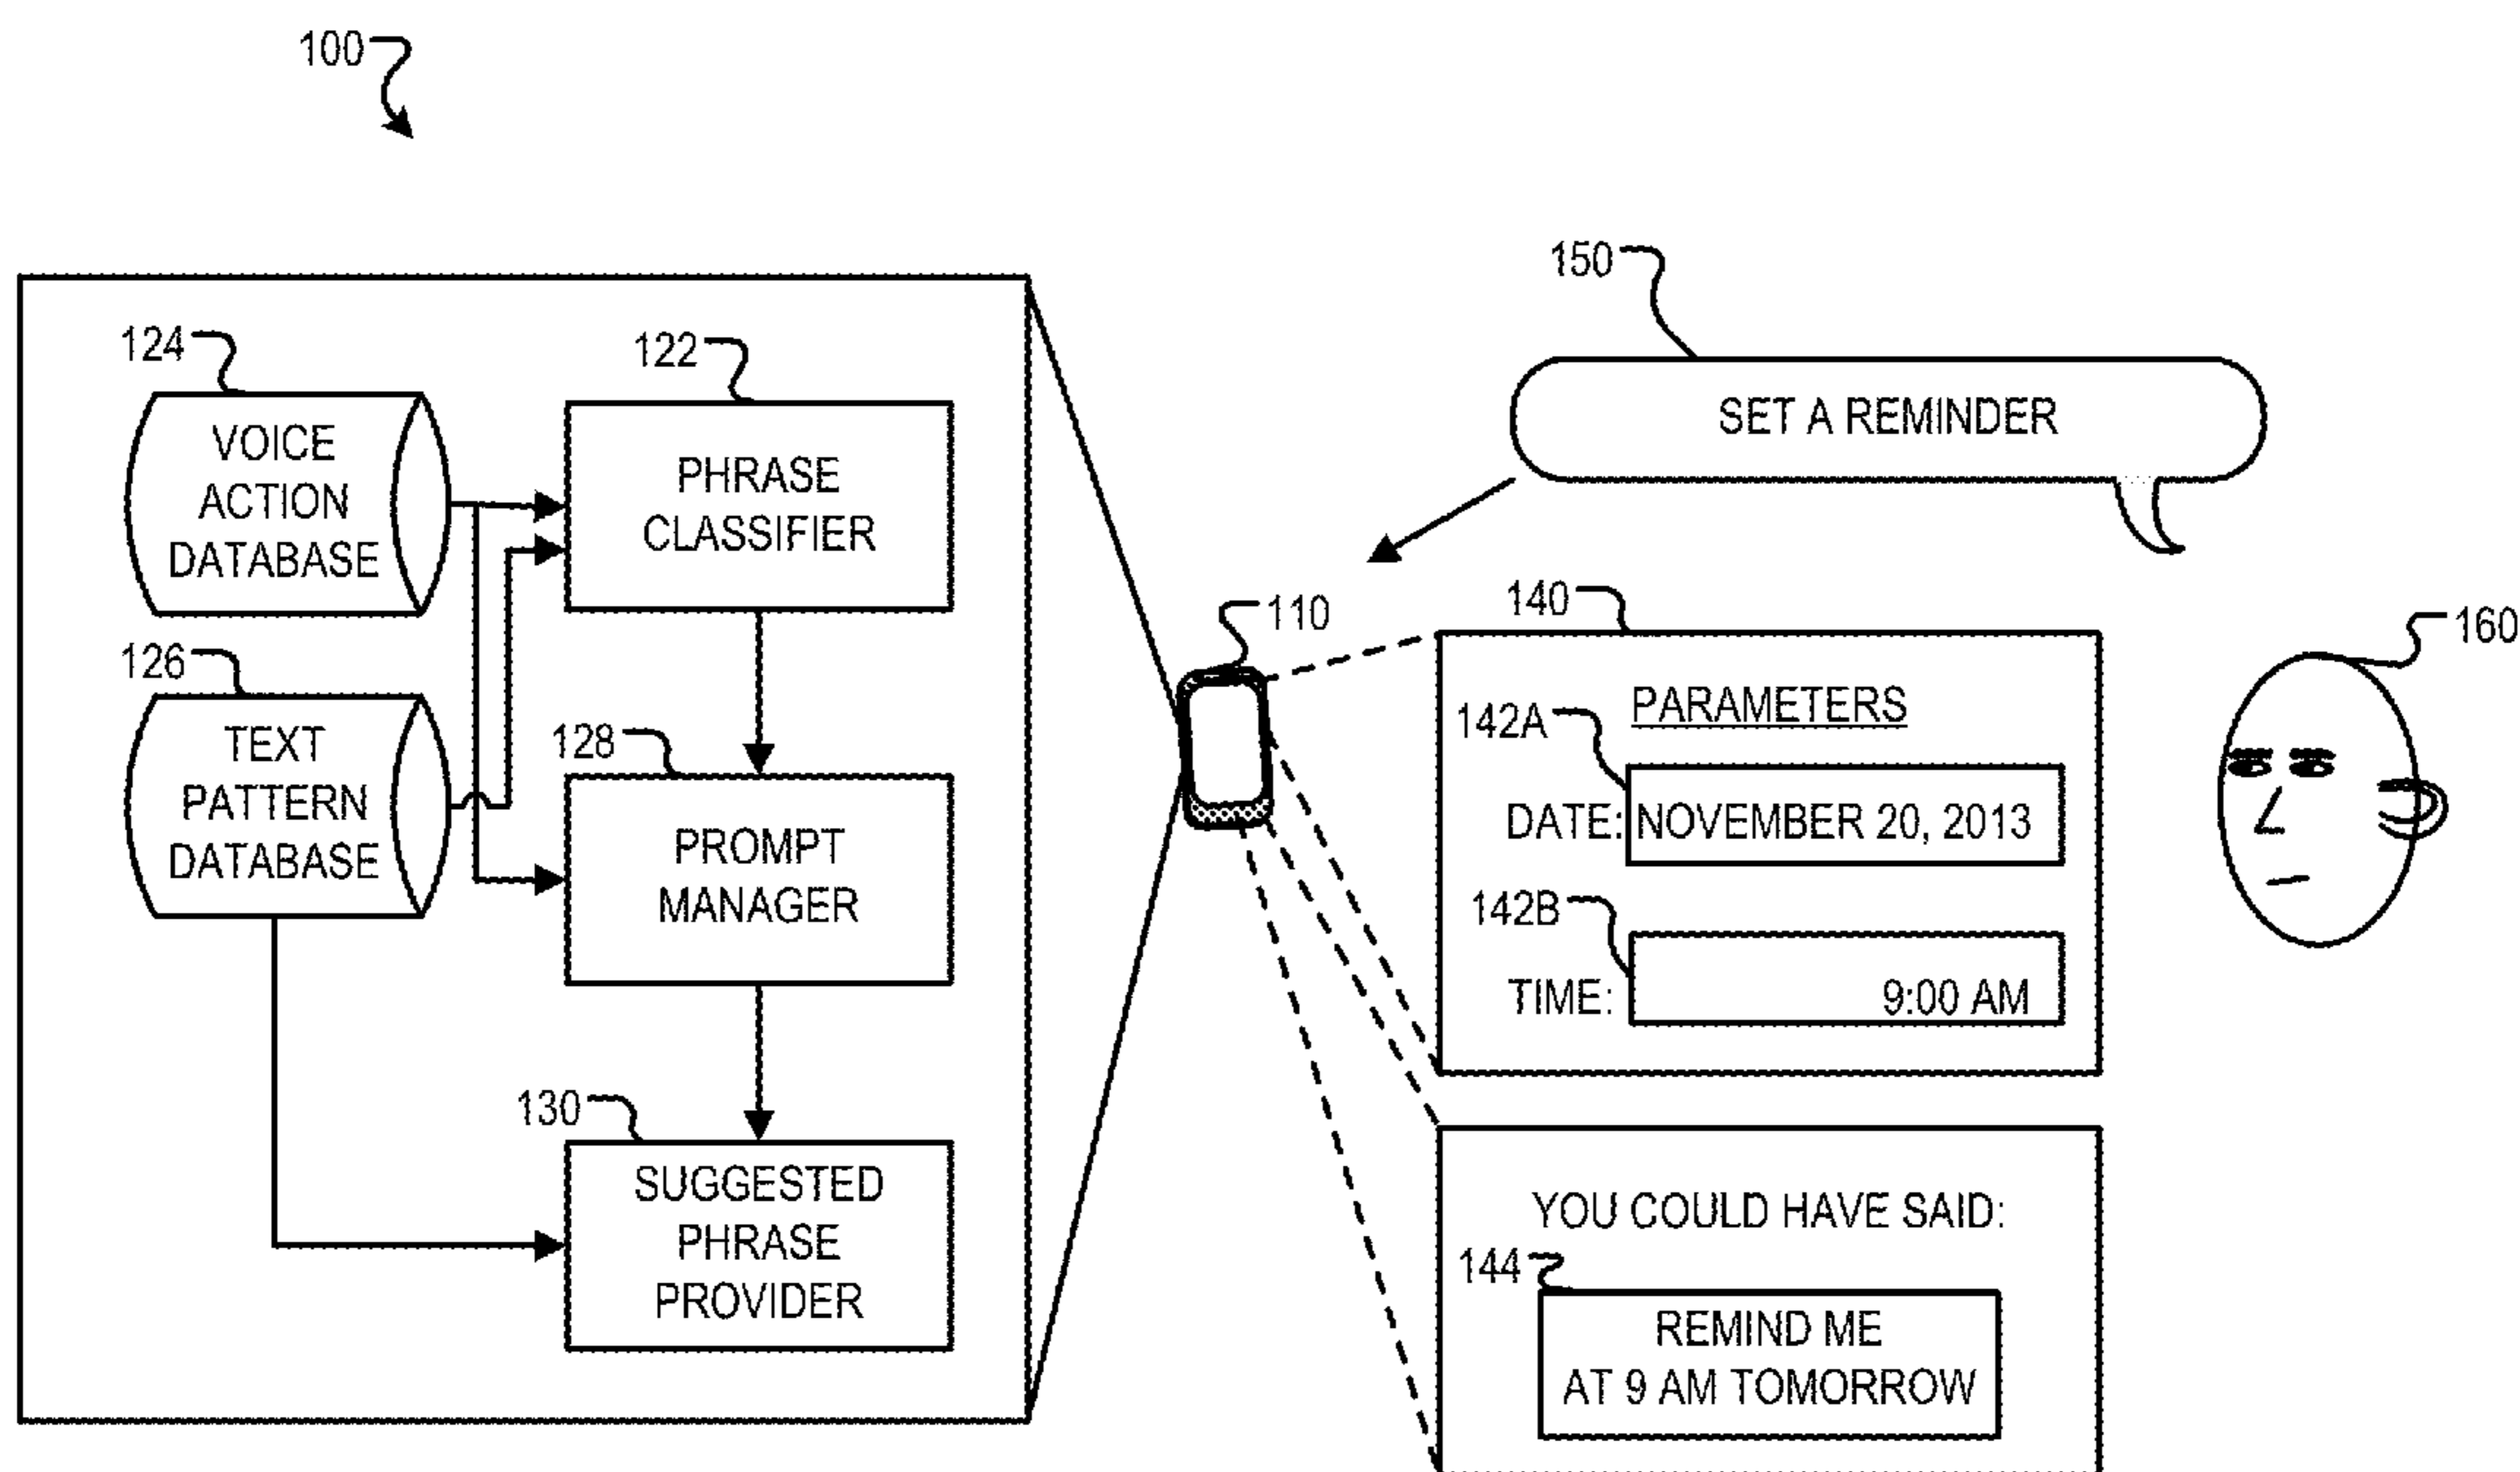 100
124
VOICE
ACTION
DATABASE
122
PHRASE
CLASSIFIER
126
TEXT
PATTERN
DATABASE
128
PROMPT
MANAGER
130
SUGGESTED
PHRASE
PROVIDER
110
150
SET A REMINDER
140
PARAMETERS
142A
DATE: NOVEMBER 20, 2013
142B
TIME: 9:00 AM
160
YOU COULD HAVE SAID:
144
REMIND ME
AT 9 AM TOMORROW